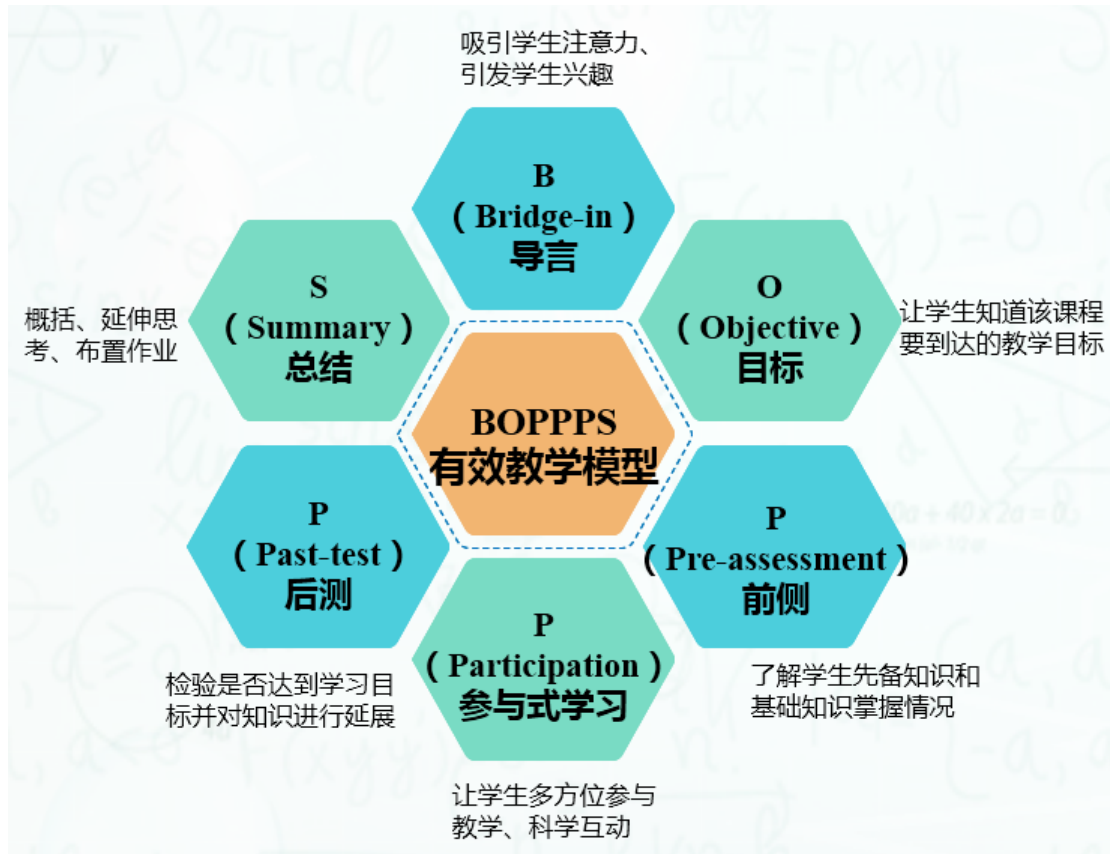 吸引学生注意力、
引发学生兴趣
B
（Bridge-in）
导言
O
（Objective）
目标
让学生知道该课程
要到达的教学目标
P
（Pre-assessment）
前侧
了解学生先备知识和
基础知识掌握情况
P
（Participation）
参与式学习
让学生多方位参与
教学、科学互动
P
（Past-test）
后测
检验是否达到学习目
标并对知识进行延展
S
（Summary）
总结
概括、延伸思
考、布置作业
BOPPPS
有效教学模型